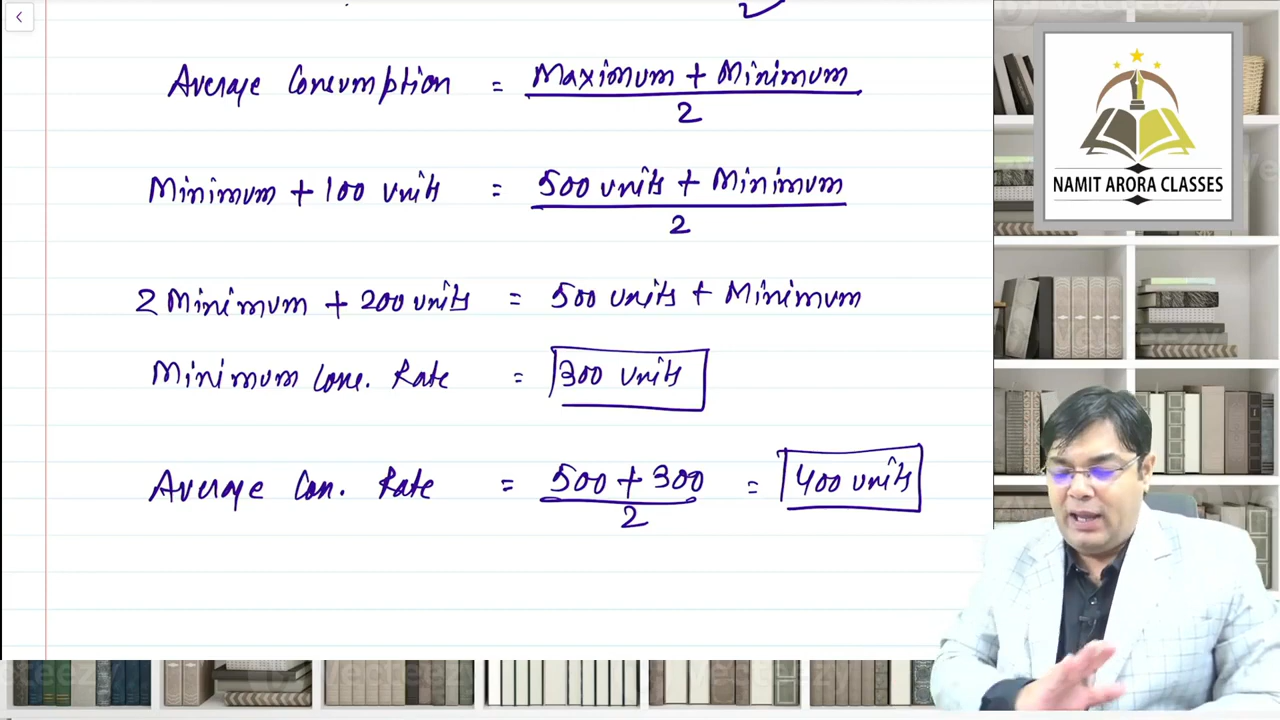 Average Consumption = Maximum + Minimum
2
Minimum + 100 units = 500 units + Minimum
2
2 Minimum + 200 units = 500 units + Minimum
Minimum Con. Rate = 300 units
Average Con. Rate = 500 + 300 = 400 units
2
NAMIT ARORA CLASSES